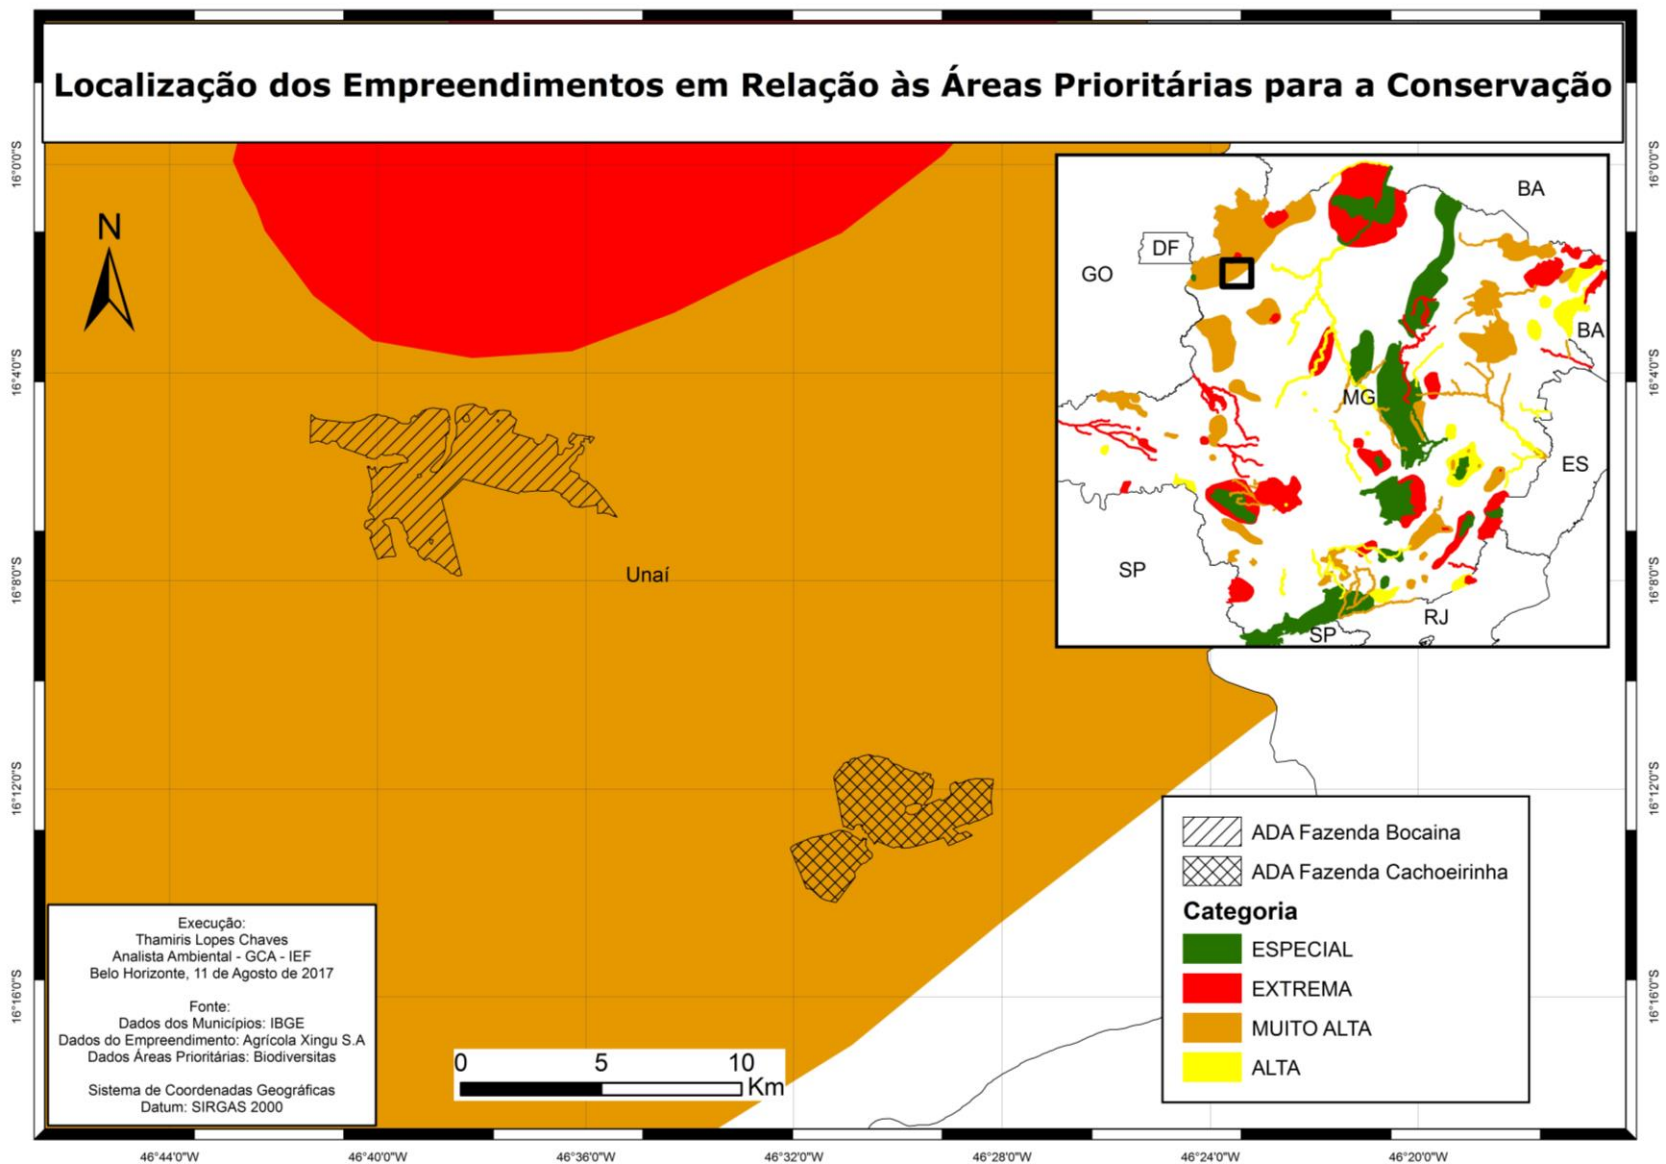 Localização dos Empreendimentos em Relação às Áreas Prioritárias para a Conservação
16°0'0"S
16°0'0"S
N
BA
DF
GO
BA
MG
ES
SP
RJ
SP
16°4'0"S
16°4'0"S
Unaí
16°8'0"S
16°8'0"S
16°12'0"S
16°12'0"S
ADA Fazenda Bocaina
ADA Fazenda Cachoeirinha
Categoria
ESPECIAL
EXTREMA
MUITO ALTA
ALTA
Execução:
Thamiris Lopes Chaves
Analista Ambiental - GCA - IEF
Belo Horizonte, 11 de Agosto de 2017
Fonte:
Dados dos Municípios: IBGE
Dados do Empreendimento: Agrícola Xingu S.A
Dados Áreas Prioritárias: Biodiversitas
Sistema de Coordenadas Geográficas
Datum: SIRGAS 2000
16°16'0"S
16°16'0"S
0 5 10
Km
46°44'0"W 46°40'0"W 46°36'0"W 46°32'0"W 46°28'0"W 46°24'0"W 46°20'0"W